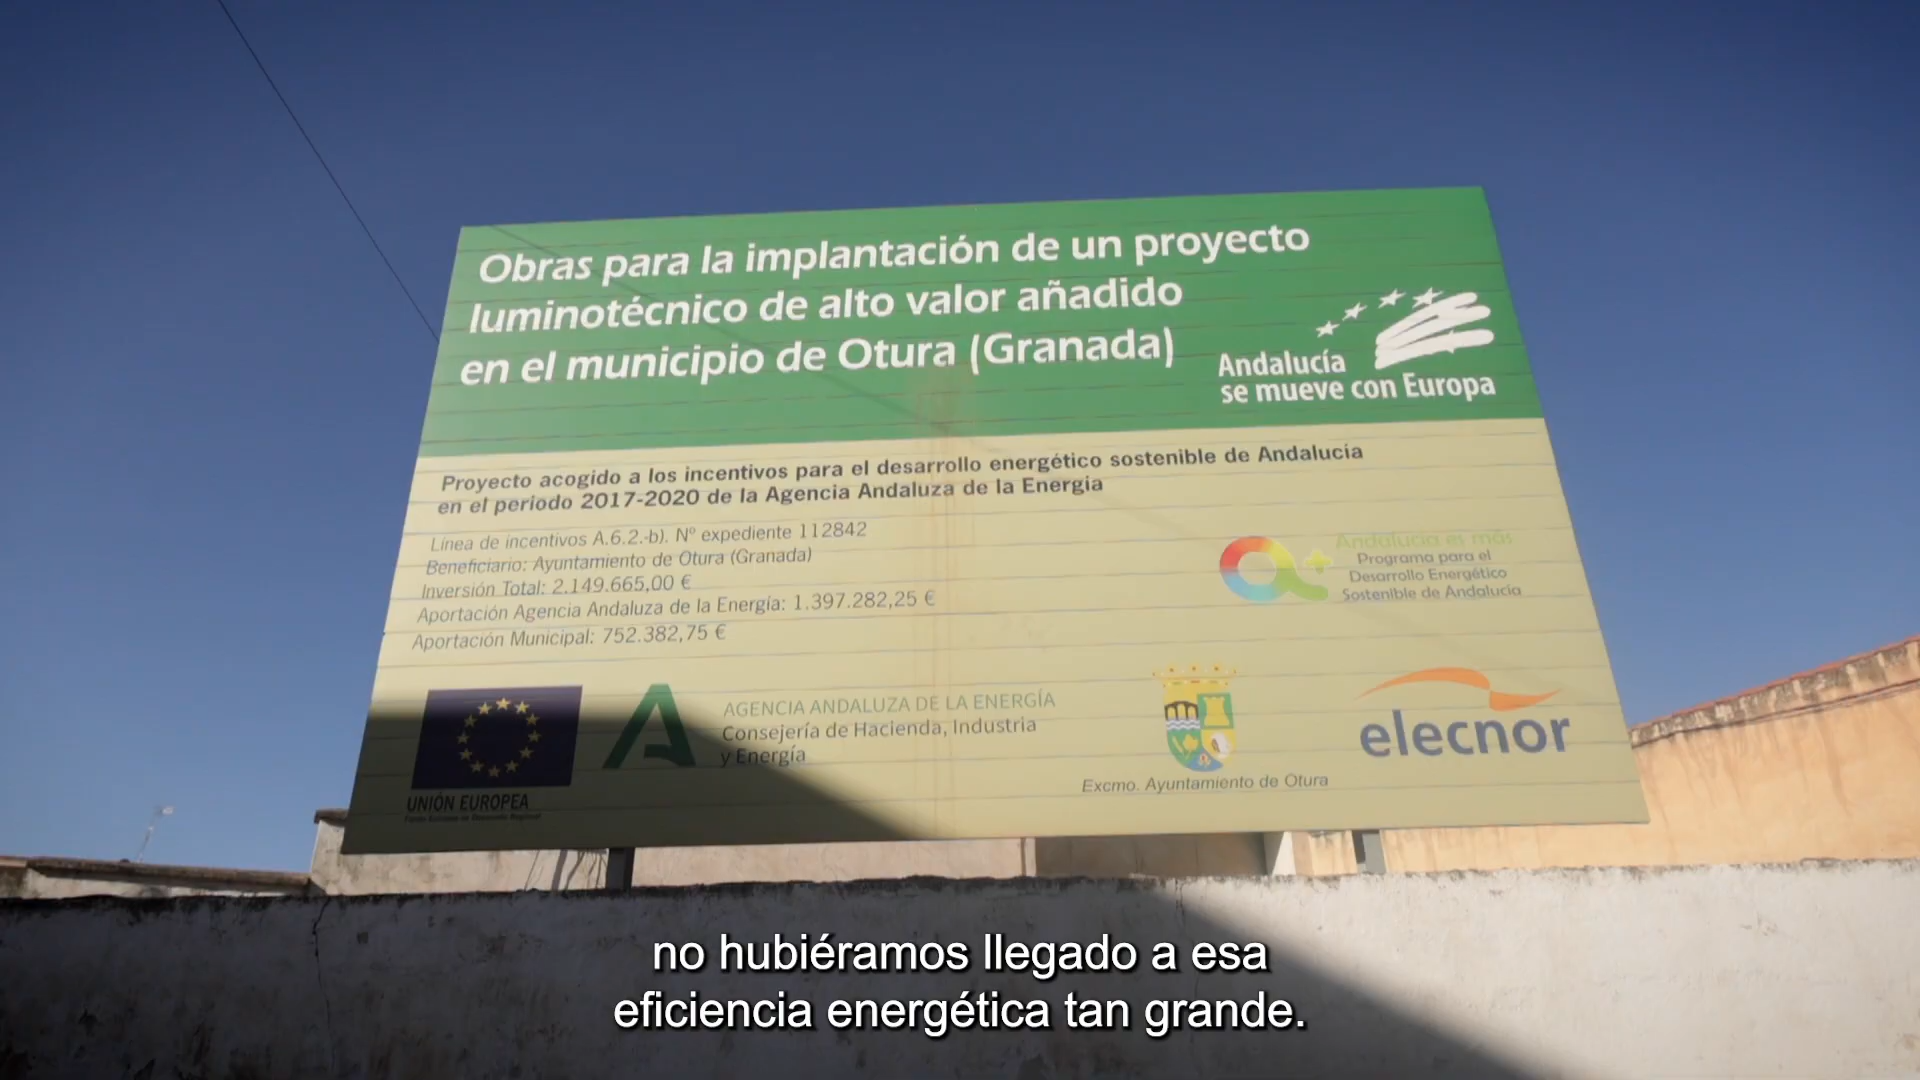 Obras para la implantación de un proyecto
luminotécnico de alto valor añadido
en el municipio de Otura (Granada)
Andalucía
se mueve con Europa
Proyecto acogido a los incentivos para el desarrollo energético sostenible de Andalucía
en el periodo 2017-2020 de la Agencia Andaluza de la Energía
Línea de incentivos A.6.2.-b). Nº expediente 112842
Beneficiario: Ayuntamiento de Otura (Granada)
Inversión Total: 2.149.665,00 €
Aportación Agencia Andaluza de la Energía: 1.397.282,25 €
Aportación Municipal: 752.382,75 €
Andalucía es más
Programa para el
Desarrollo Energético
Sostenible de Andalucía
UNIÓN EUROPEA
Fondo Europeo de Desarrollo Regional
AGENCIA ANDALUZA DE LA ENERGÍA
Consejería de Hacienda, Industria
y Energía
Excmo. Ayuntamiento de Otura
elecnor
no hubiéramos llegado a esa
eficiencia energética tan grande.